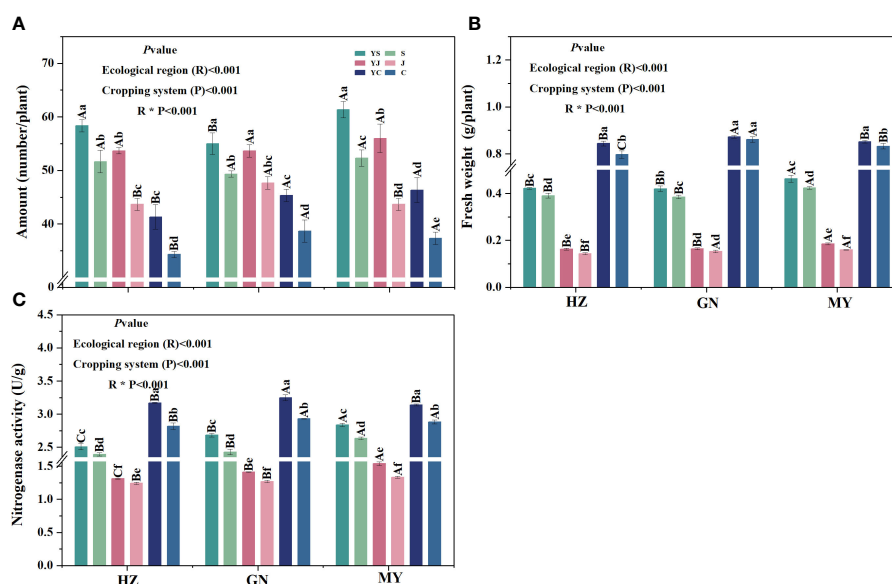 A
Pvalue
Ecological region (R)<0.001
Cropping system (P)<0.001
R * P<0.001
YS S
YJ J
YC C
Amount (number/plant)
70
60
50
40
0
Aa Ab Ab Bc Bc Bd
Ba Ab Aa Abc Ac Ad
Aa Ac Ab Bd Ad Ae
B
Pvalue
Ecological region (R)<0.001
Cropping system (P)<0.001
R * P<0.001
Fresh weight (g/plant)
1.2
1.0
0.8
0.4
0.2
0.0
Bc Bd Be Bf Ba Cb
Bb Bc Bd Ad Aa Aa
Ac Ad Ae Af Ba Bb
HZ GN MY
C
Pvalue
Ecological region (R)<0.001
Cropping system (P)<0.001
R * P<0.001
Nitrogenase activity (U/g)
4.5
4.0
3.5
3.0
2.5
1.5
1.0
0.5
0.0
Cc Bd Cf Be Ba Bb
Bc Bd Be Bf Aa Ab
Ac Ad Ae Af Ba Ab
HZ GN MY